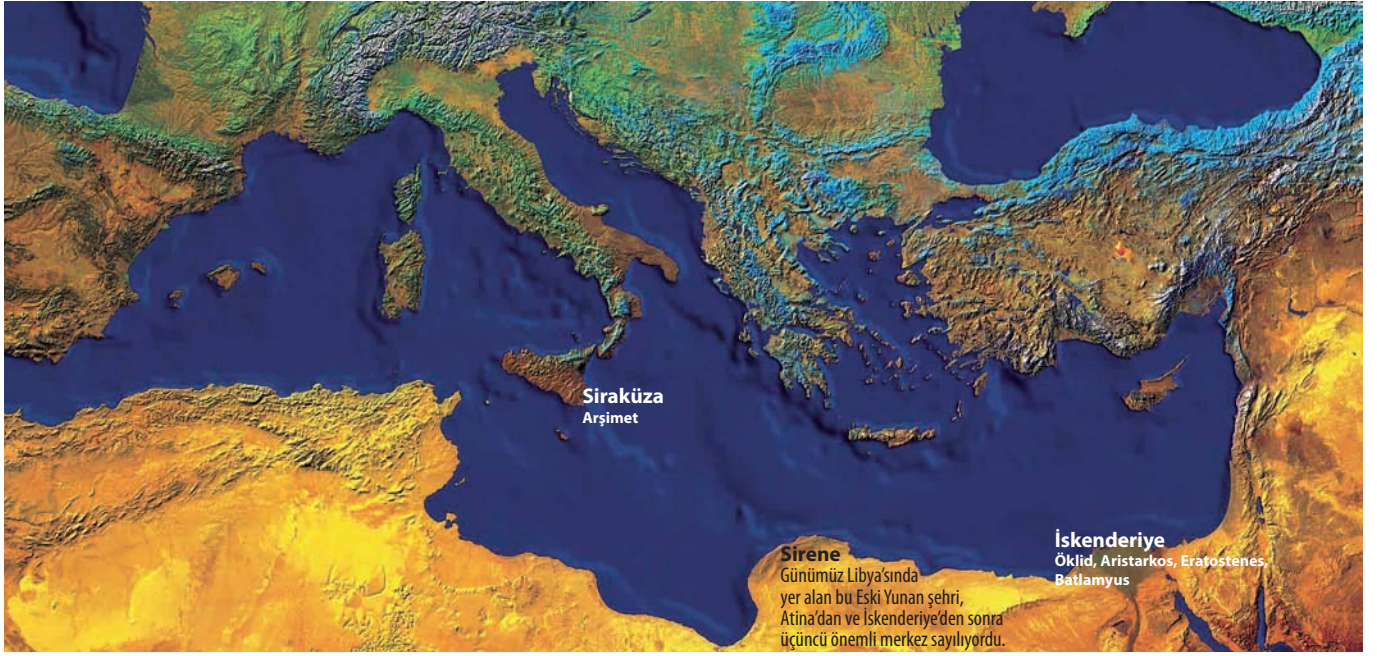 Siraküza
Arşimet
Sirene
Günümüz Libya'sında
yer alan bu Eski Yunan şehri,
Atina'dan ve İskenderiye'den sonra
üçüncü önemli merkez sayılıyordu.
İskenderiye
Öklid, Aristarkos, Eratostenes,
Batlamyus